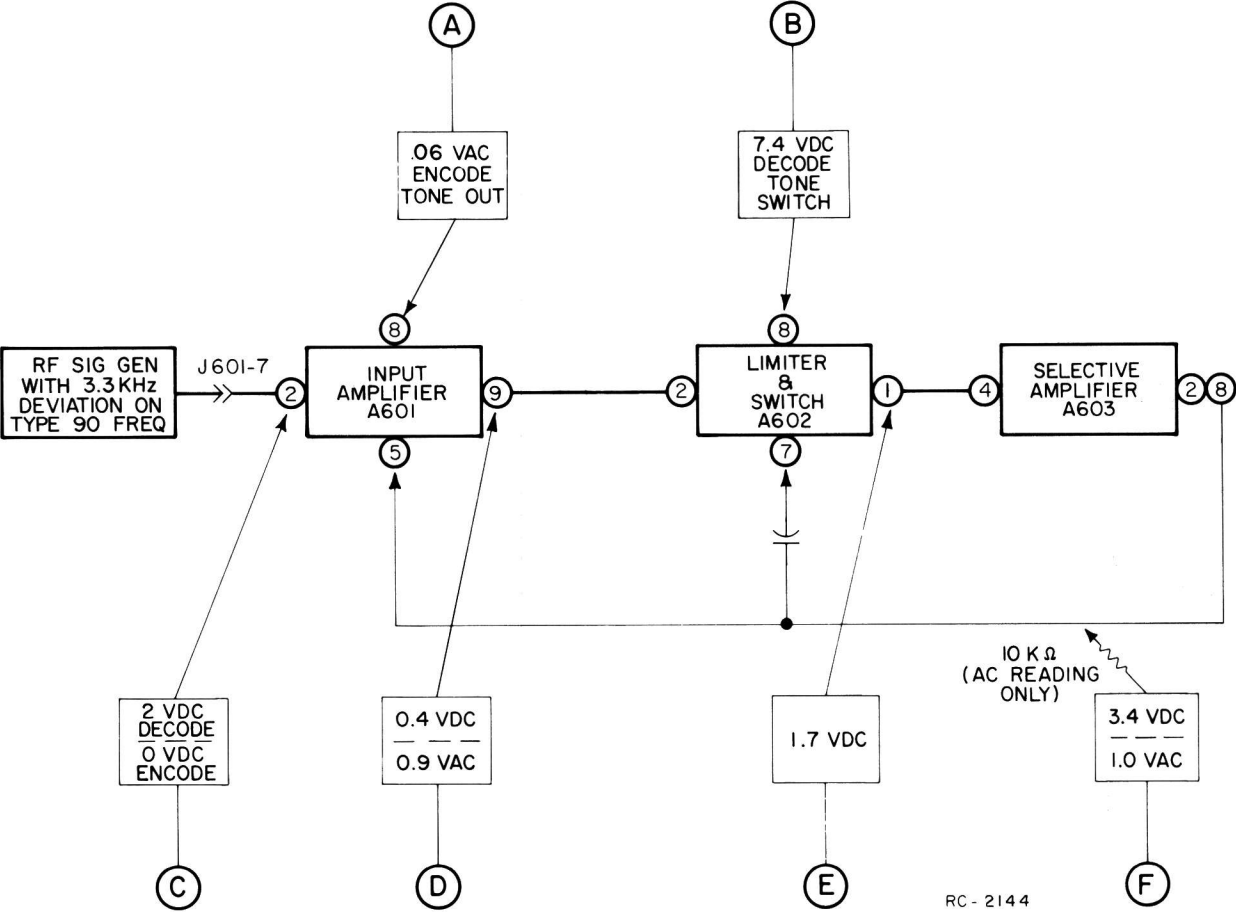 A
B
.06 VAC
ENCODE
TONE OUT
7.4 VDC
DECODE
TONE
SWITCH
8
8
RF SIG GEN
WITH 3.3 KHz
DEVIATION ON
TYPE 90 FREQ
J601-7
2
INPUT
AMPLIFIER
A601
9
5
2
LIMITER
&
SWITCH
A602
1
7
4
SELECTIVE
AMPLIFIER
A603
2
8
10 K Ω
(AC READING
ONLY)
2 VDC
DECODE
0 VDC
ENCODE
0.4 VDC
0.9 VAC
1.7 VDC
3.4 VDC
1.0 VAC
C
D
E
F
RC-2144